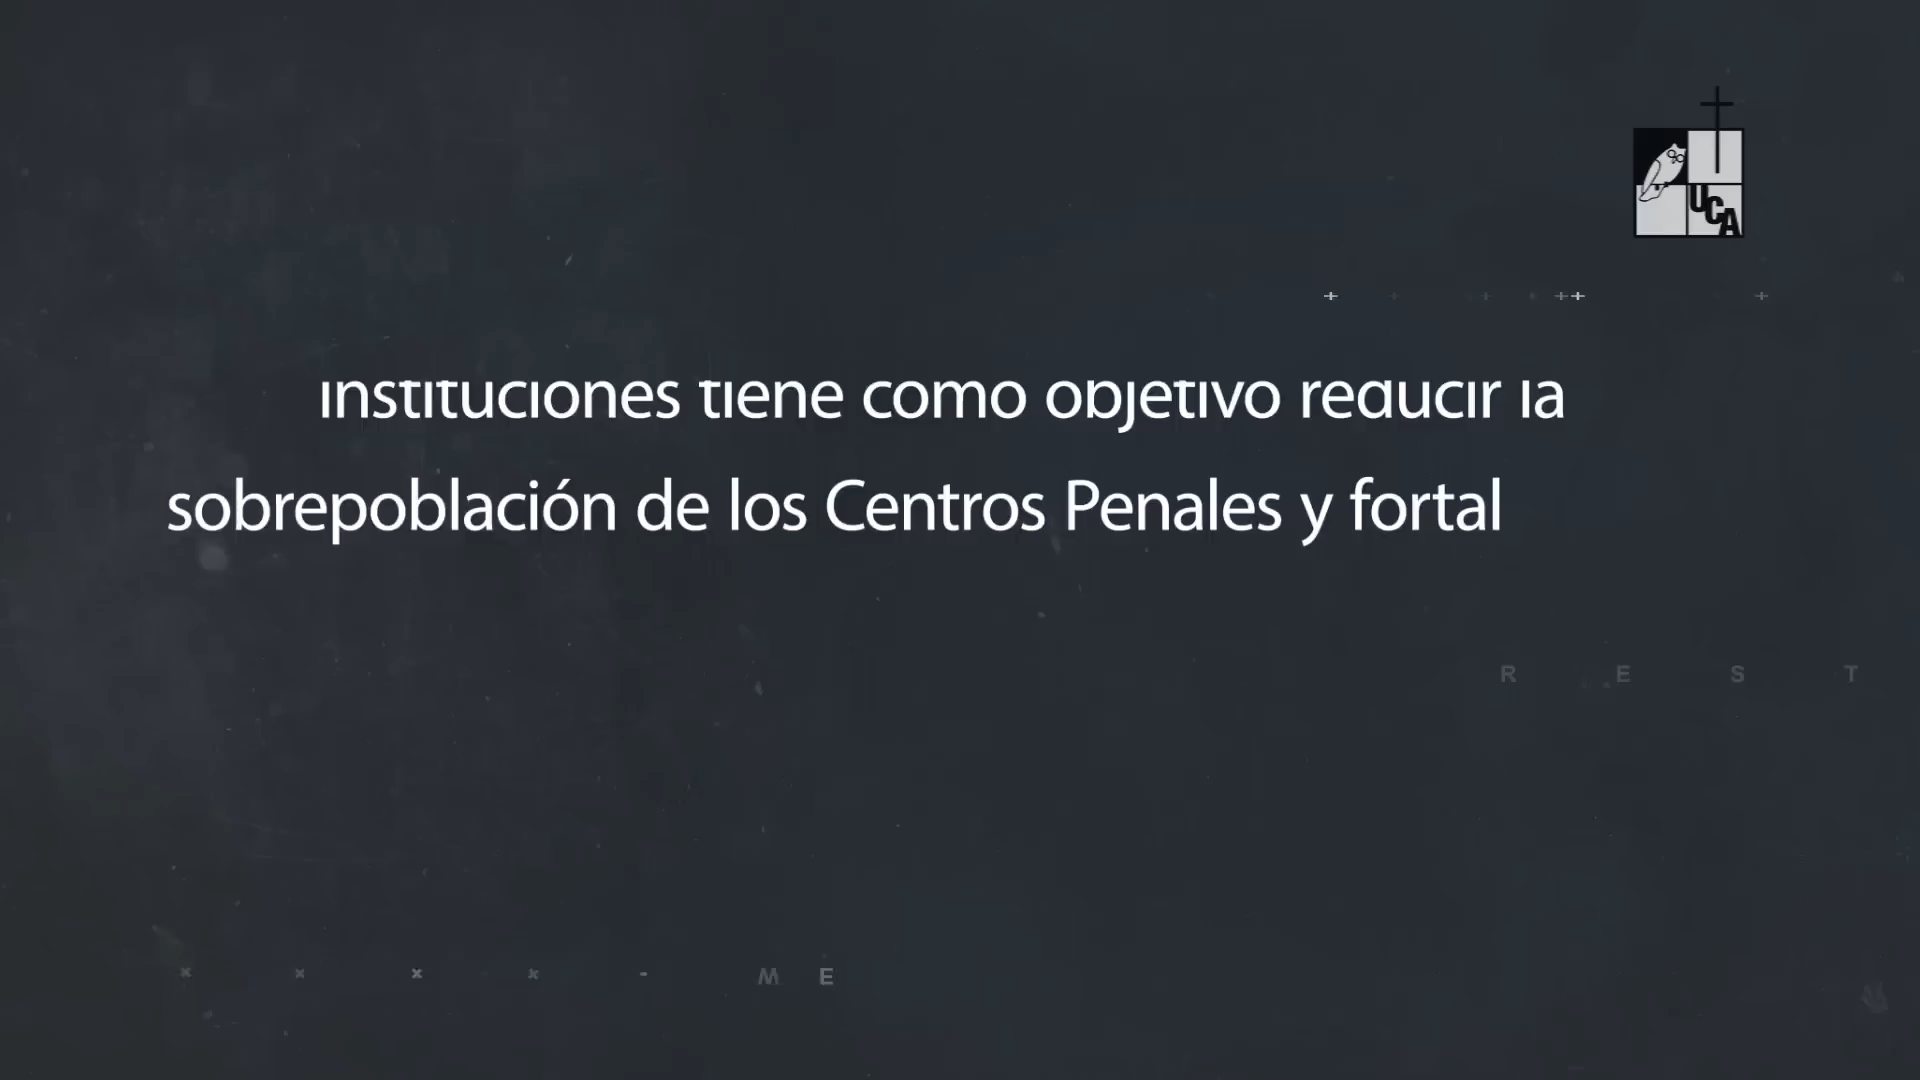 UCA
instituciones tiene como objetivo reducir la
sobrepoblación de los Centros Penales y fortal
R E S T
M E